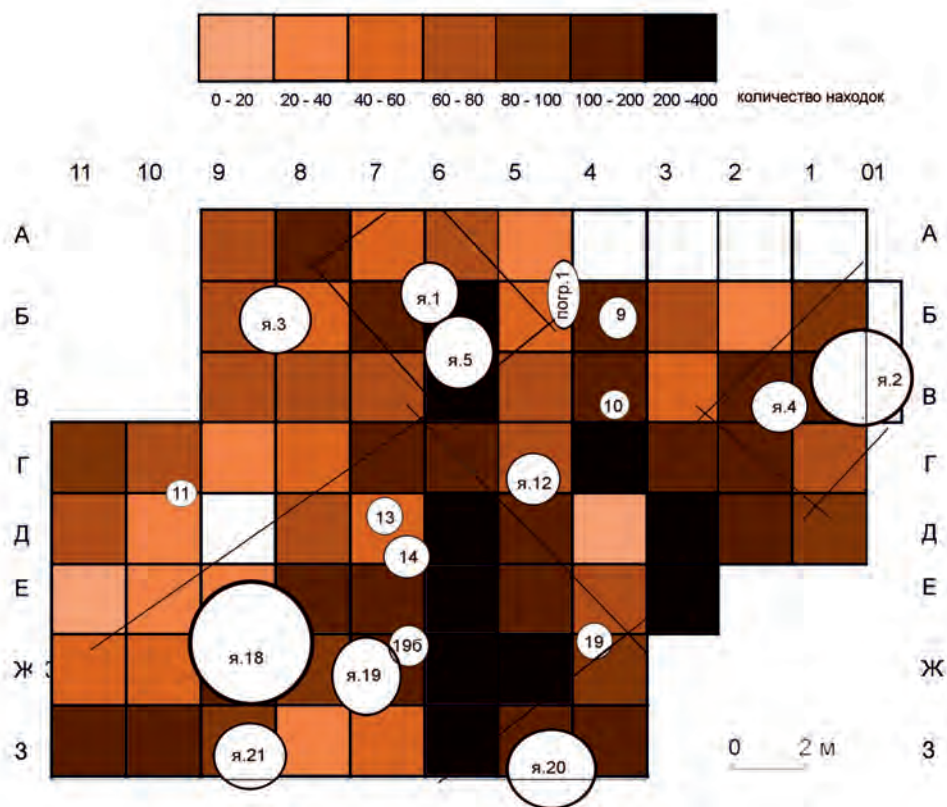 0 - 20 20 - 40 40 - 60 60 - 80 80 - 100 100 - 200 200 -400 количество находок
11 10 9 8 7 6 5 4 3 2 1 01
А А
я.1 погр.1
Б я.3 9 Б
я.5
В 10 я.4 я.2 В
Г 11 я.12 Г
Д 13 Д
14
Е Е
Ж я.18 я.19 19б 19 Ж
З я.21 я.20 0 2 м З